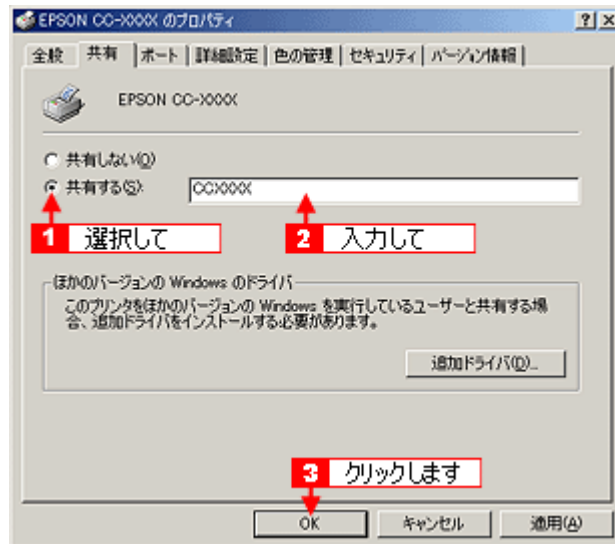 EPSON CC-XXXX のプロパティ
? ×
全般 共有 ポート 詳細設定 色の管理 セキュリティ バージョン情報
EPSON CC-XXXX
共有しない(O)
共有する(S): CCXXXX
1 選択して 2 入力して
ほかのバージョンの Windows のドライバ
このプリンタをほかのバージョンの Windows を実行しているユーザーと共有する場
合、追加ドライバをインストールする必要があります。
追加ドライバ(D)...
3 クリックします
OK キャンセル 適用(A)